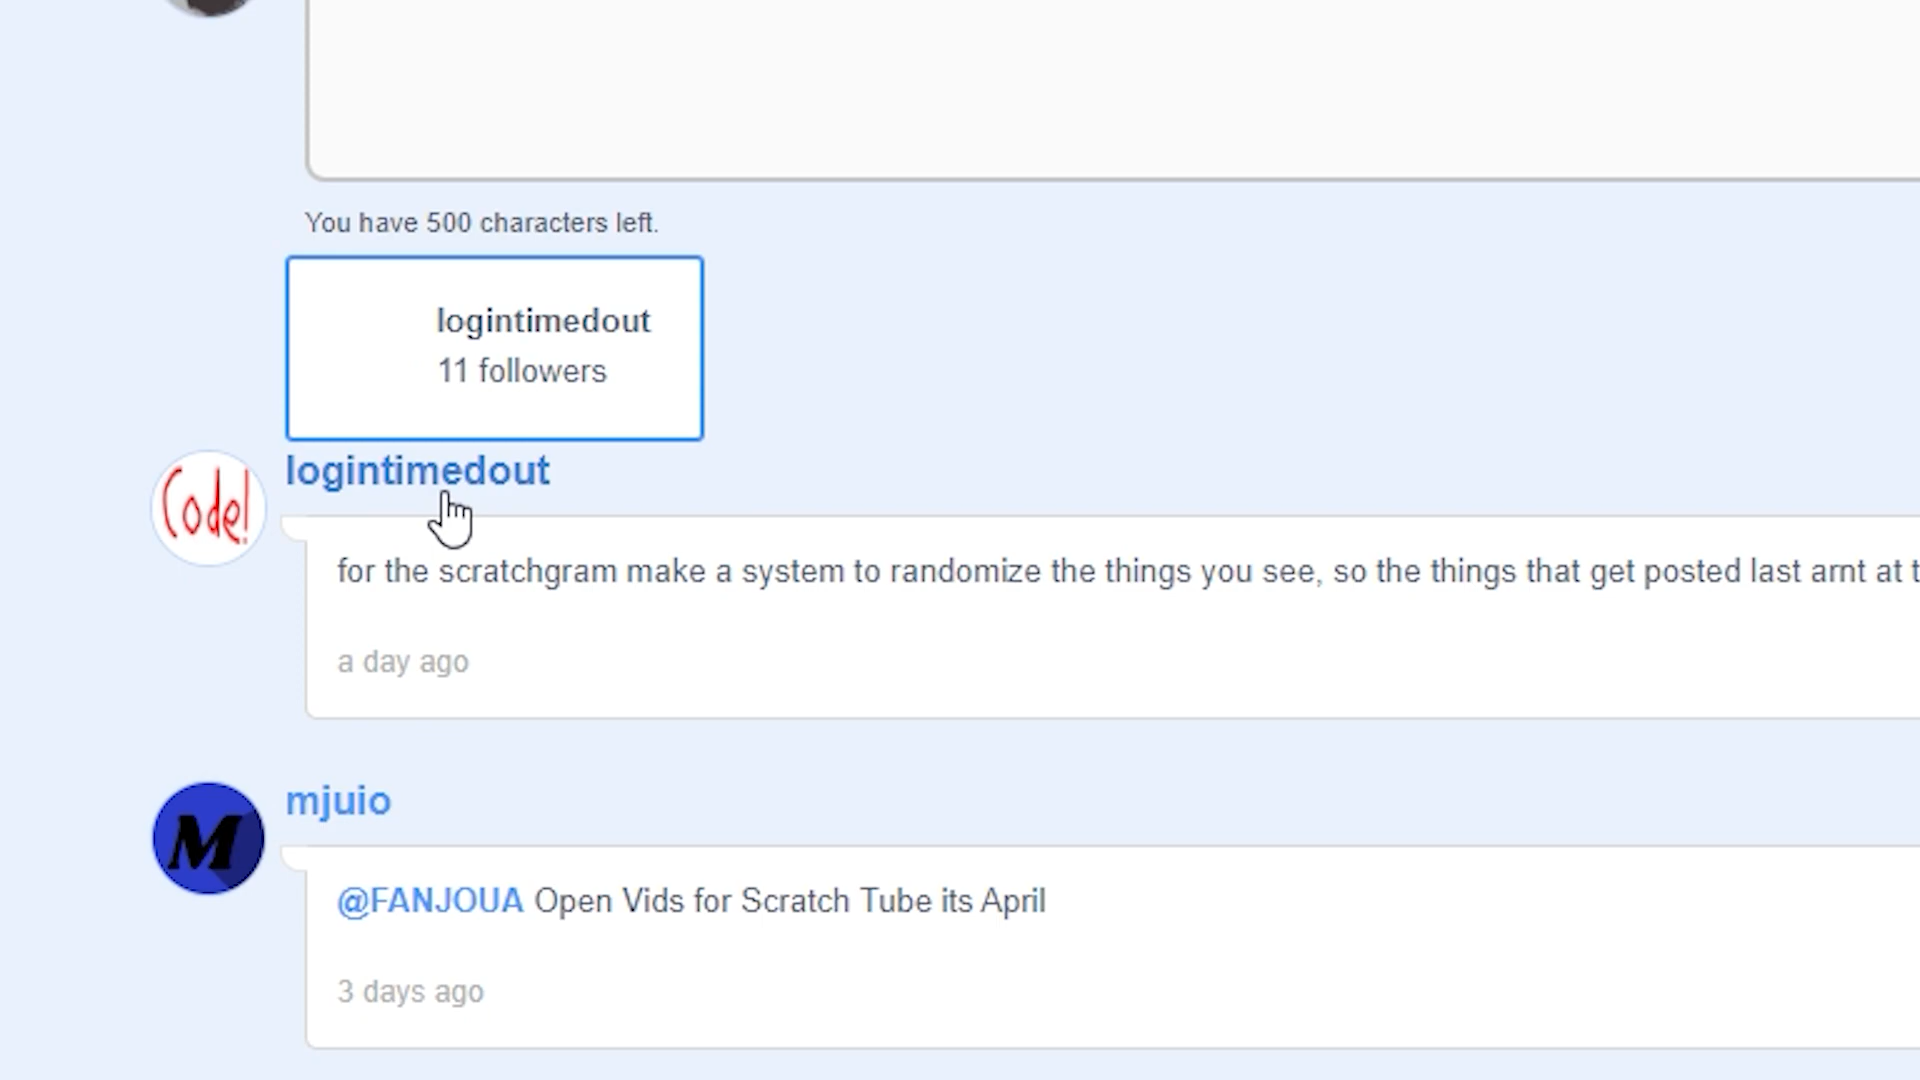 You have 500 characters left.
logintimedout
11 followers
Code!
logintimedout
for the scratchgram make a system to randomize the things you see, so the things that get posted last arnt at t
a day ago
M
mjuio
@FANJOUA Open Vids for Scratch Tube its April
3 days ago